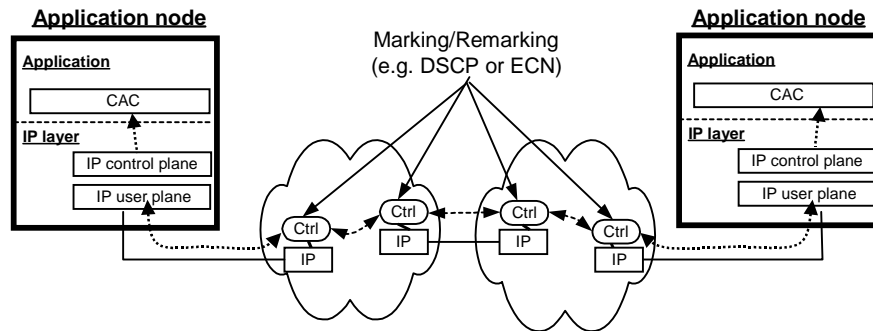 Application node
Application
CAC
IP layer
IP control plane
IP user plane
Marking/Remarking
(e.g. DSCP or ECN)
Ctrl
IP
Ctrl
IP
Ctrl
IP
Ctrl
IP
Application node
Application
CAC
IP layer
IP control plane
IP user plane